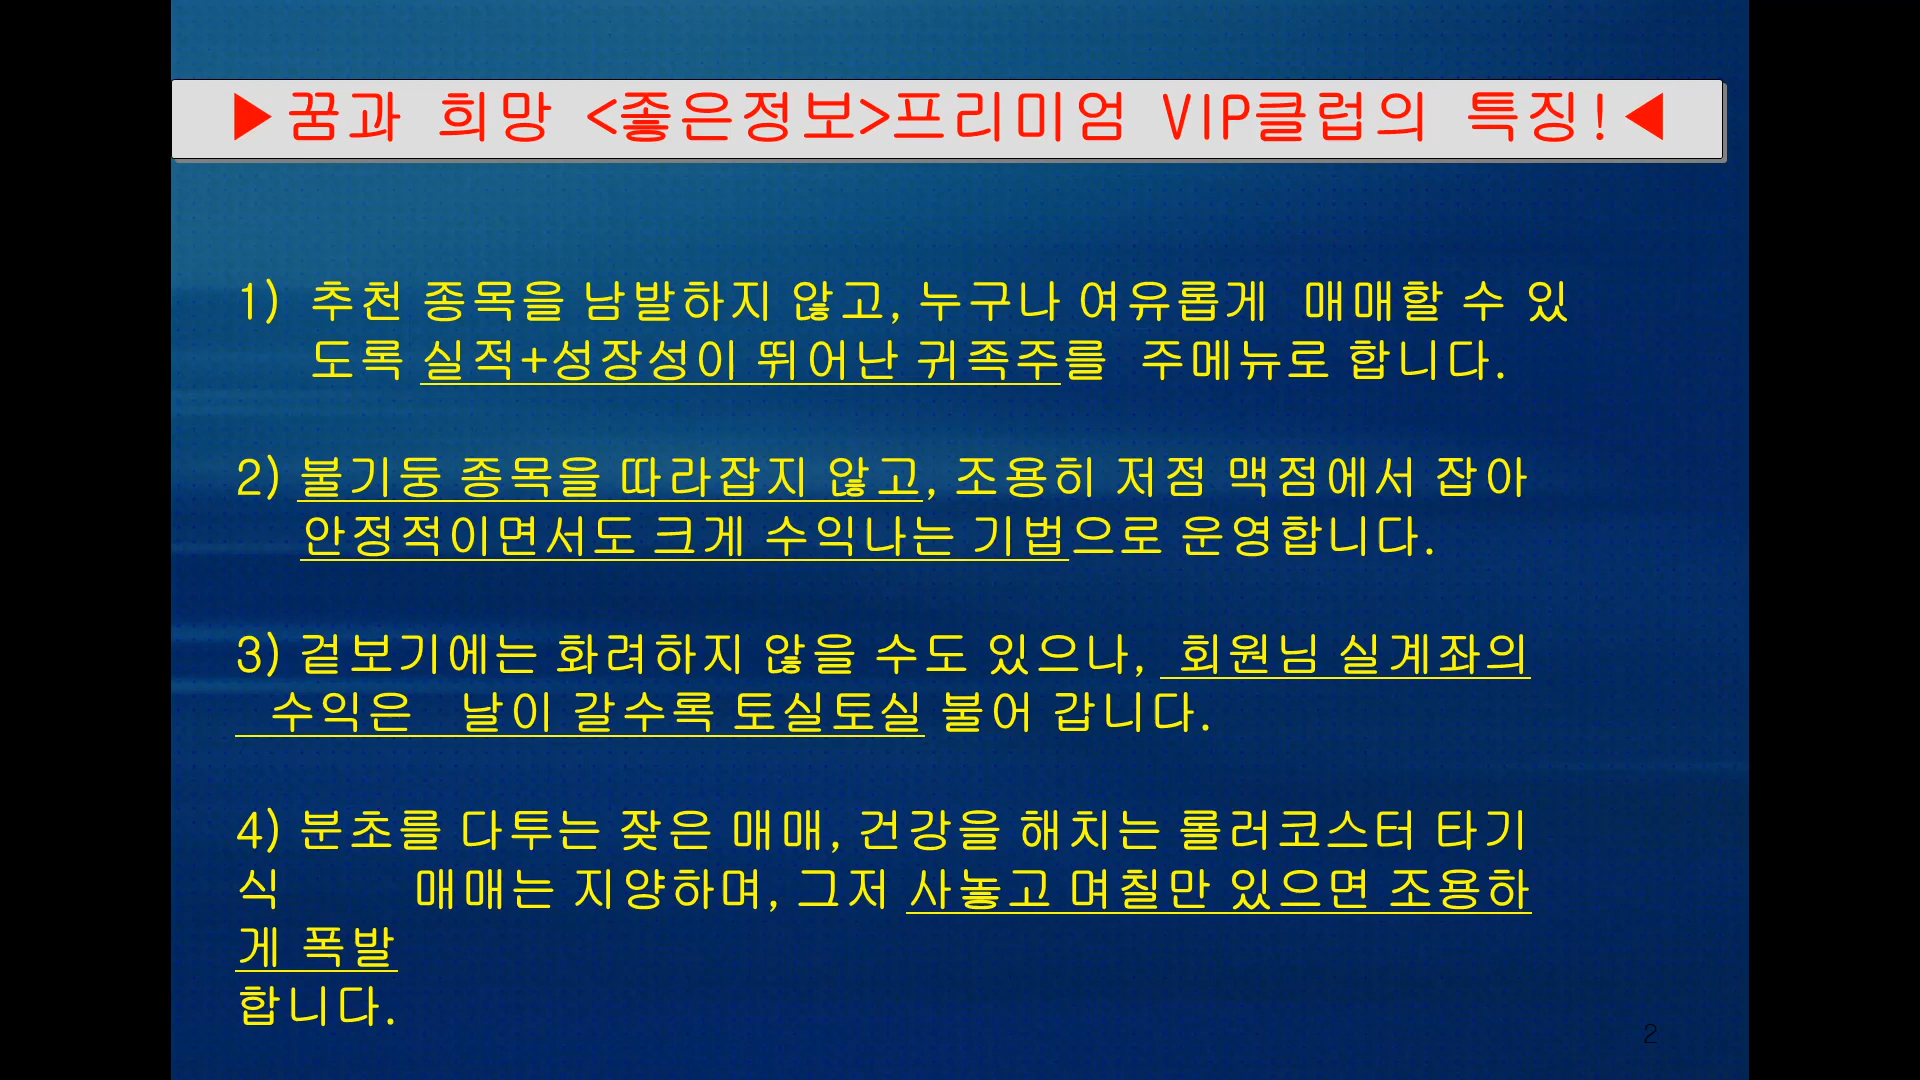 ▶꿈과 희망 <좋은정보>프리미엄 VIP클럽의 특징!◀
1) 추천 종목을 남발하지 않고, 누구나 여유롭게 매매할 수 있
도록 실적+성장성이 뛰어난 귀족주를 주메뉴로 합니다.
2) 불기둥 종목을 따라잡지 않고, 조용히 저점 맥점에서 잡아
안정적이면서도 크게 수익나는 기법으로 운영합니다.
3) 겉보기에는 화려하지 않을 수도 있으나, 회원님 실계좌의
수익은 날이 갈수록 토실토실 불어 갑니다.
4) 분초를 다투는 잦은 매매, 건강을 해치는 롤러코스터 타기
식 매매는 지양하며, 그저 사놓고 며칠만 있으면 조용하
게 폭발
합니다.
2